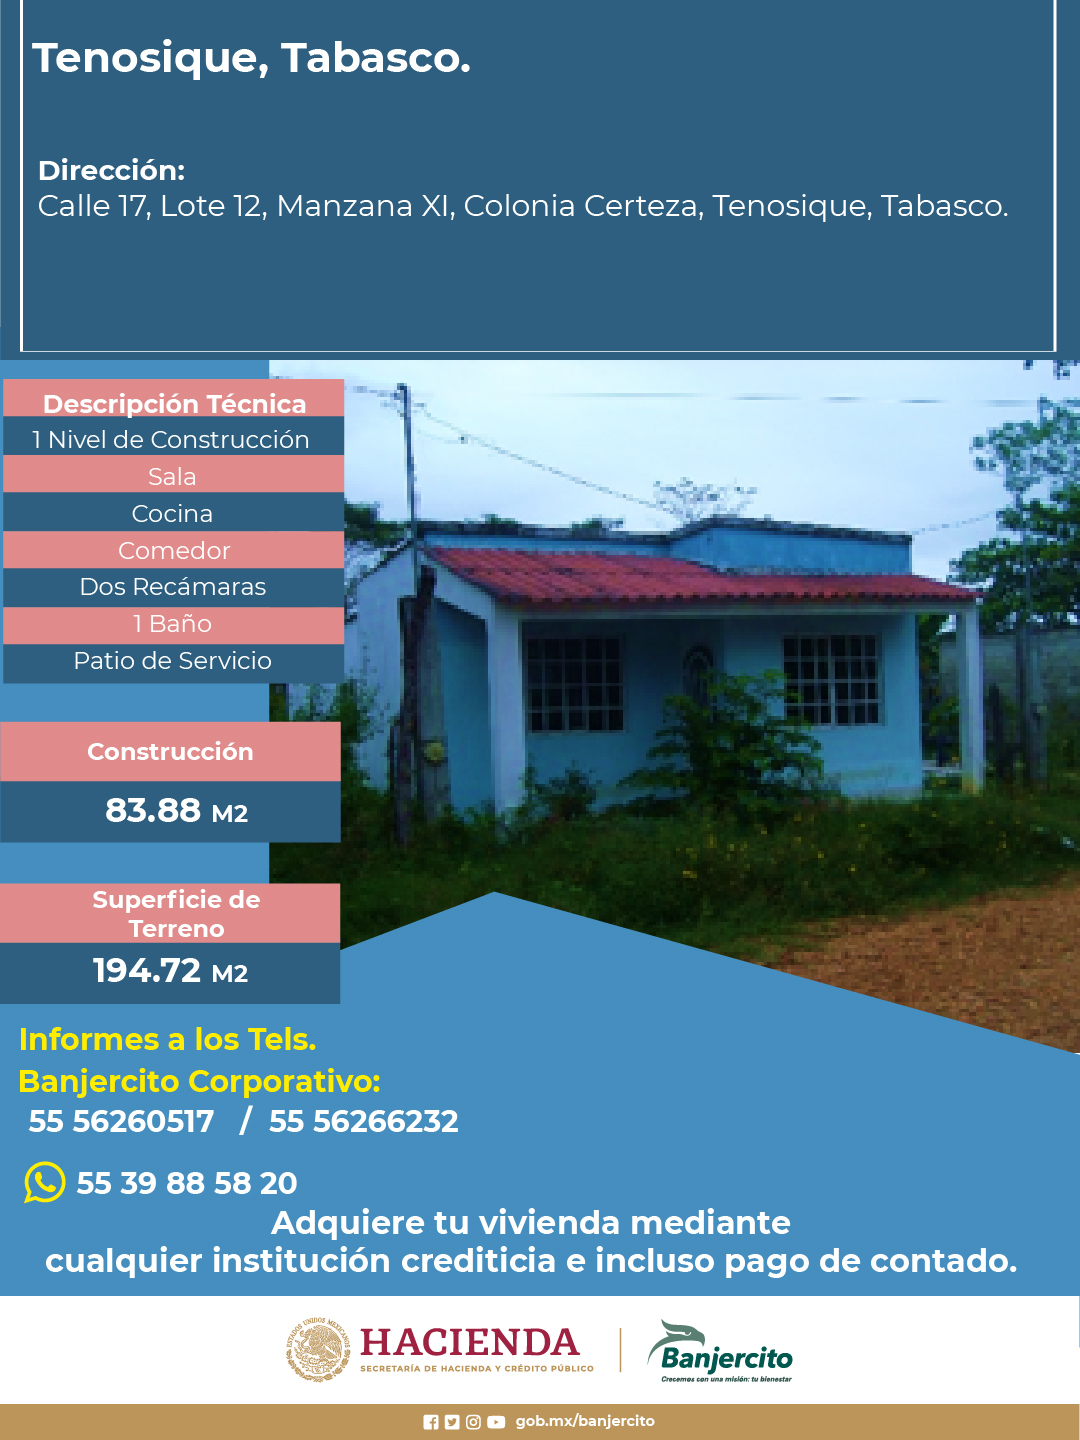 Tenosique, Tabasco.
Dirección:
Calle 17, Lote 12, Manzana XI, Colonia Certeza, Tenosique, Tabasco.
Descripción Técnica
1 Nivel de Construcción
Sala
Cocina
Comedor
Dos Recámaras
1 Baño
Patio de Servicio
Construcción
83.88 M2
Superficie de
Terreno
194.72 M2
Informes a los Tels.
Banjercito Corporativo:
55 56260517 / 55 56266232
55 39 88 58 20
Adquiere tu vivienda mediante
cualquier institución crediticia e incluso pago de contado.
ESTADOS UNIDOS MEXICANOS
HACIENDA
SECRETARÍA DE HACIENDA Y CRÉDITO PÚBLICO
Banjercito
Crecemos con una misión: tu bienestar
gob.mx/banjercito